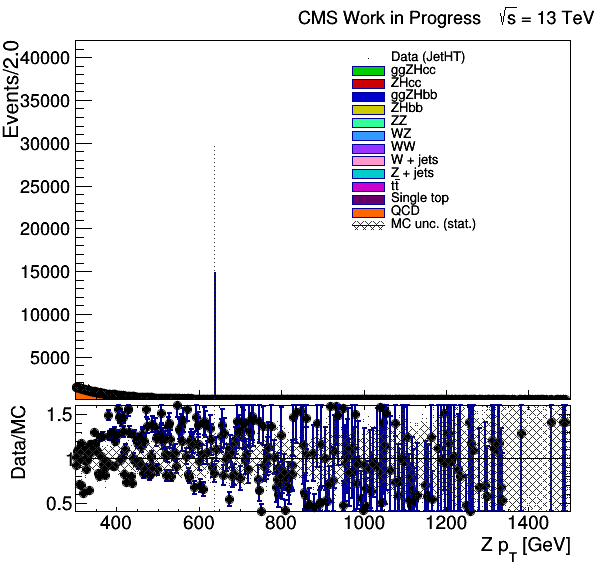 CMS Work in Progress √s = 13 TeV
Events/2.0
40000
35000
30000
25000
20000
15000
10000
5000
Data (JetHT)
ggZHcc
ZHcc
ggZHbb
ZHbb
ZZ
WZ
WW
W + jets
Z + jets
tt̄
Single top
QCD
MC unc. (stat.)
Data/MC
1.5
1
0.5
400 600 800 1000 1200 1400
Z p_T [GeV]